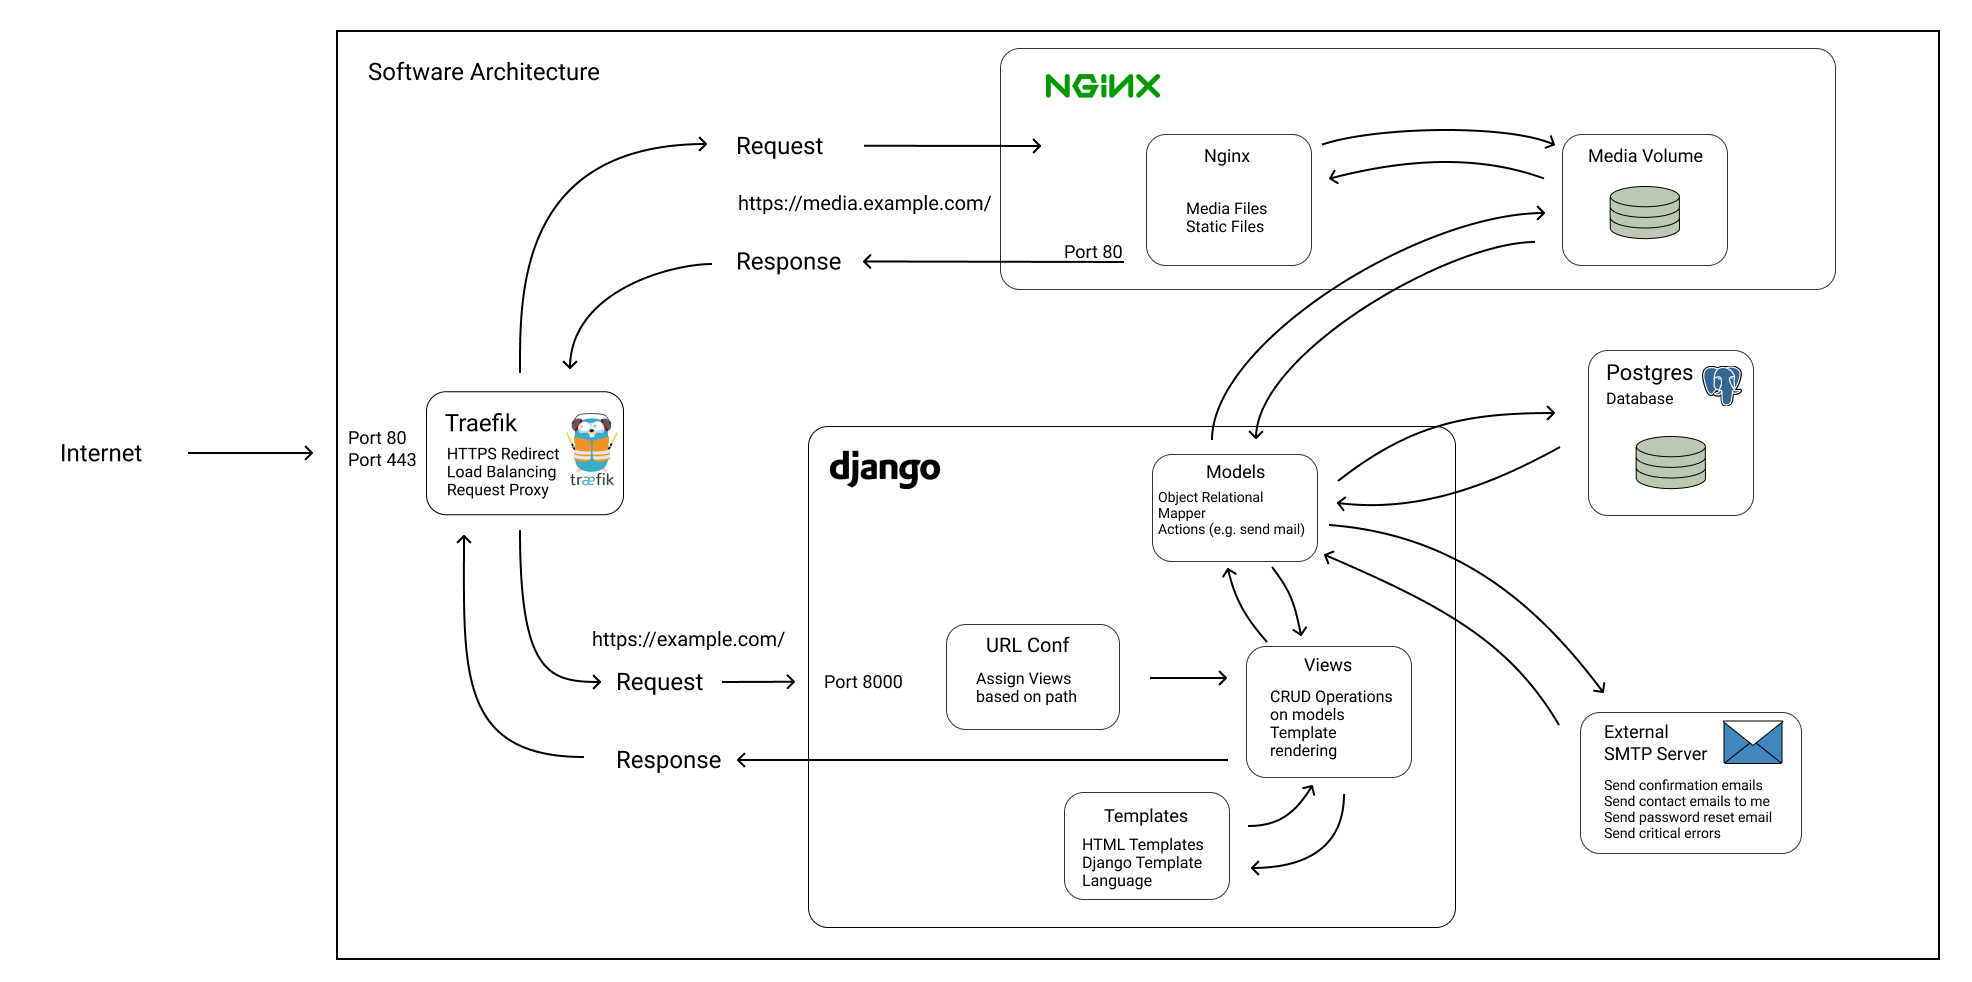 Software Architecture
NGiNX
Request
https://media.example.com/
Response
Port 80
Nginx
Media Files
Static Files
Media Volume
Internet
Port 80
Port 443
Traefik
HTTPS Redirect
Load Balancing
Request Proxy
træfik
Postgres
Database
django
Models
Object Relational
Mapper
Actions (e.g. send mail)
https://example.com/
Request
Port 8000
URL Conf
Assign Views
based on path
Views
CRUD Operations
on models
Template
rendering
Response
Templates
HTML Templates
Django Template
Language
External
SMTP Server
Send confirmation emails
Send contact emails to me
Send password reset email
Send critical errors